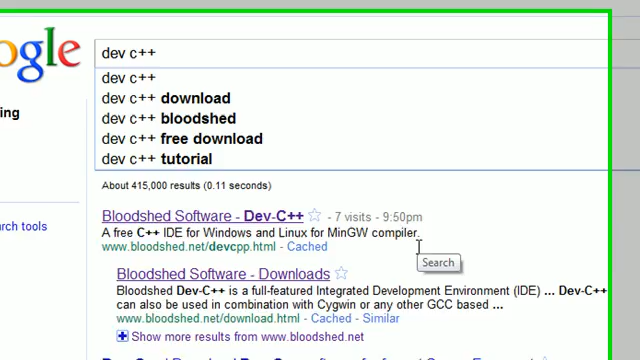 ogle
dev c++
dev c++
dev c++ download
dev c++ bloodshed
ing
dev c++ free download
dev c++ tutorial
About 415,000 results (0.11 seconds)
Bloodshed Software - Dev-C++ - 7 visits - 9:50pm
rch tools
A free C++ IDE for Windows and Linux for MinGW compiler.
www.bloodshed.net/devcpp.html - Cached
Search
Bloodshed Software - Downloads
Bloodshed Dev-C++ is a full-featured Integrated Development Environment (IDE) ... Dev-C++
can also be used in combination with Cygwin or any other GCC based ...
www.bloodshed.net/download.html - Cached - Similar
Show more results from www.bloodshed.net